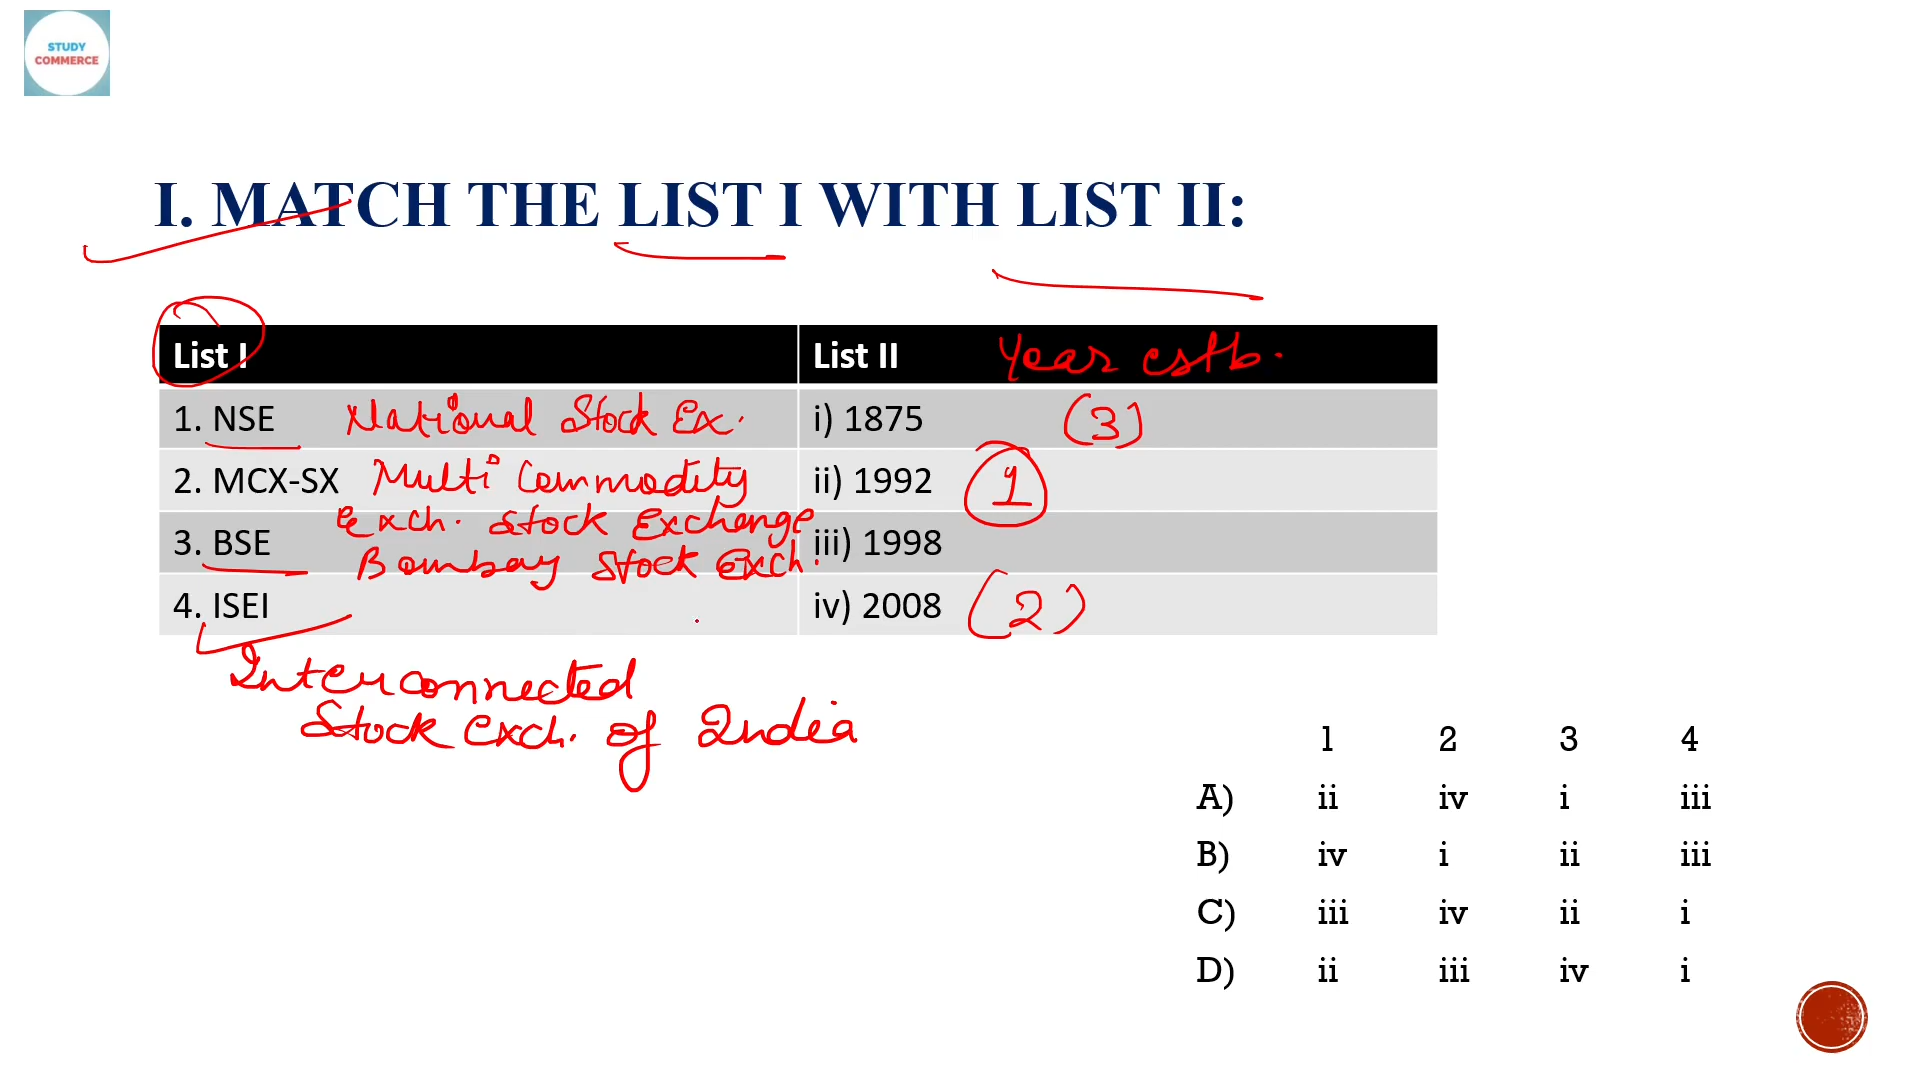 STUDY
COMMERCE
I. MATCH THE LIST I WITH LIST II:
List I List II Year estb.
1. NSE National Stock Ex. i) 1875 (3)
2. MCX-SX Multi Commodity ii) 1992 1
Exch. Stock Exchange
3. BSE Bombay Stock Exch. iii) 1998
4. ISEI iv) 2008 (2)
Interconnected
Stock Exch. of India
1 2 3 4
A) ii iv i iii
B) iv i ii iii
C) iii iv ii i
D) ii iii iv i